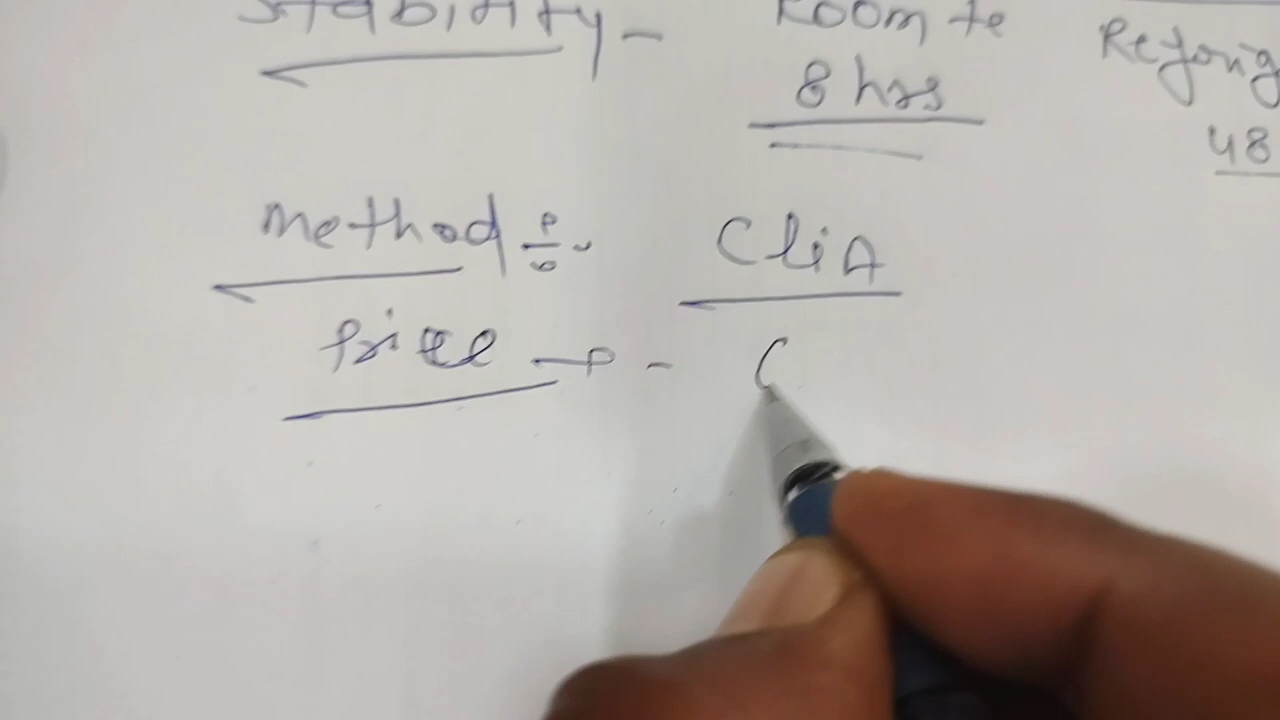 Stability - Room te
8 hrs
Refrig
48
method :- CliA
Price → - (